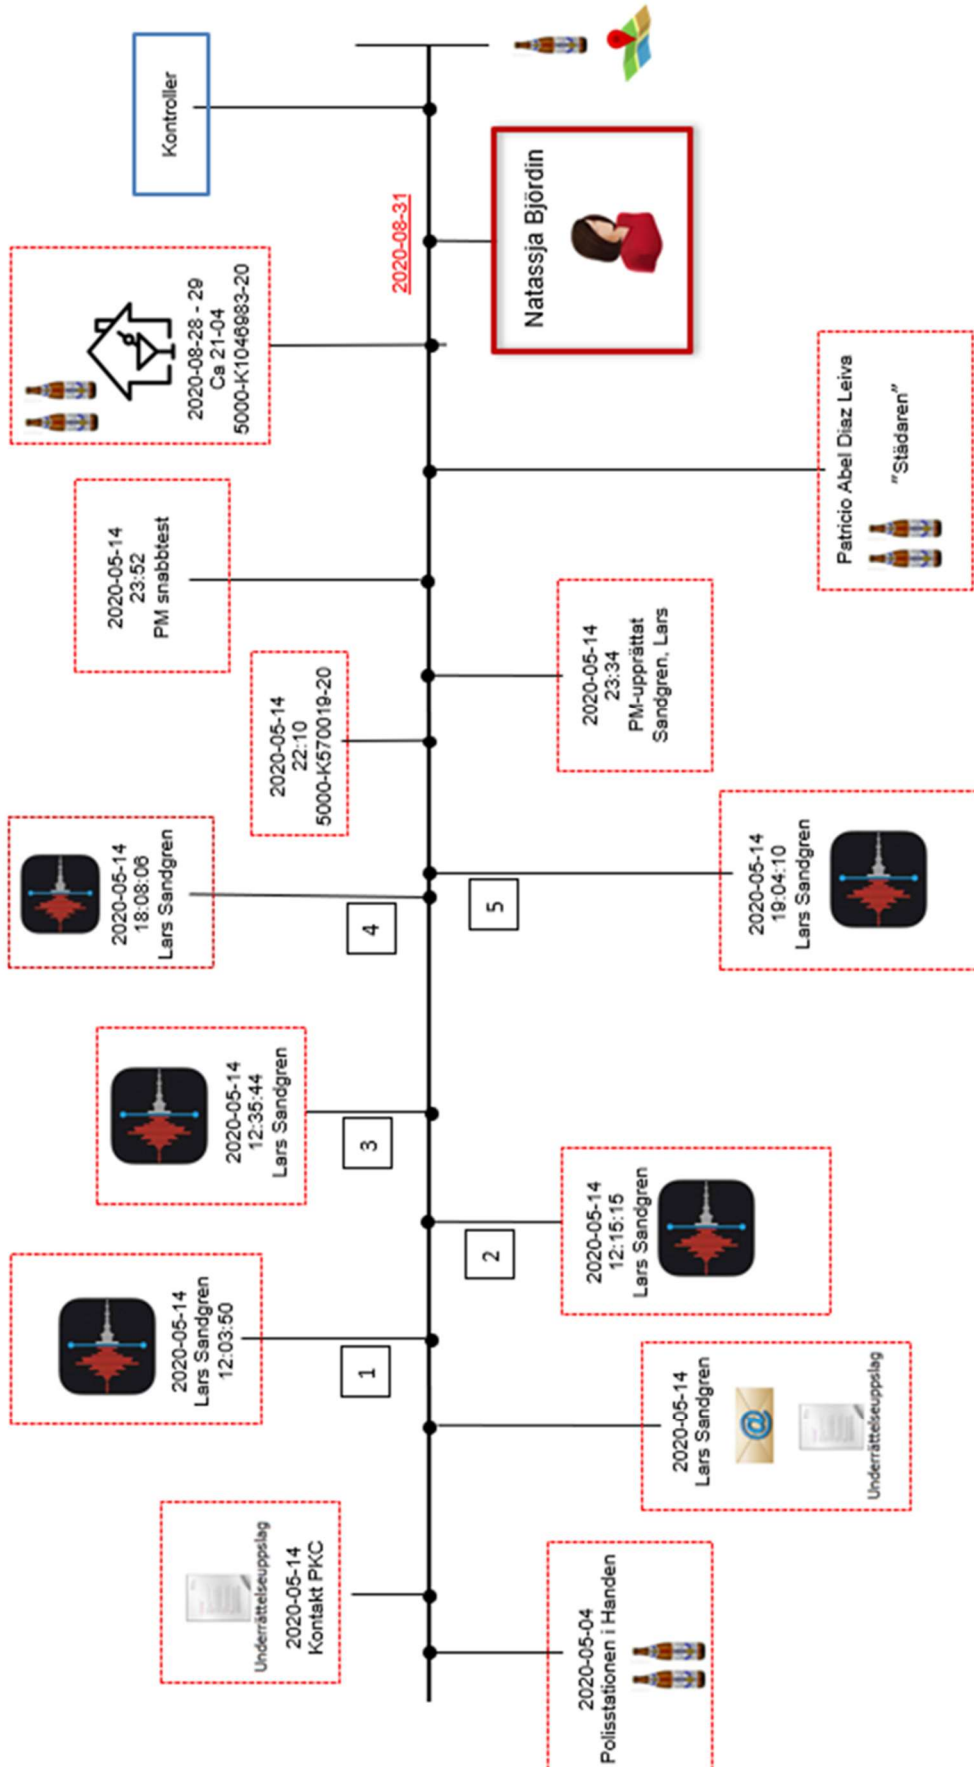 Underrättelseuppslag
2020-05-14
Kontakt PKC
2020-05-04
Polisstationen i Handen
2020-05-14
Lars Sandgren
@
Underrättelseuppslag
2020-05-14
Lars Sandgren
12:03:50
1
2020-05-14
12:15:15
Lars Sandgren
2
2020-05-14
12:35:44
Lars Sandgren
3
2020-05-14
18:08:06
Lars Sandgren
4
2020-05-14
19:04:10
Lars Sandgren
5
2020-05-14
22:10
5000-K570019-20
2020-05-14
23:34
PM-upprättat
Sandgren, Lars
2020-05-14
23:52
PM snabbtest
Patricio Abel Diaz Leiva
”Städaren”
2020-08-28 - 29
Ca 21-04
5000-K1046983-20
2020-08-31
Natassja Björdin
Kontroller